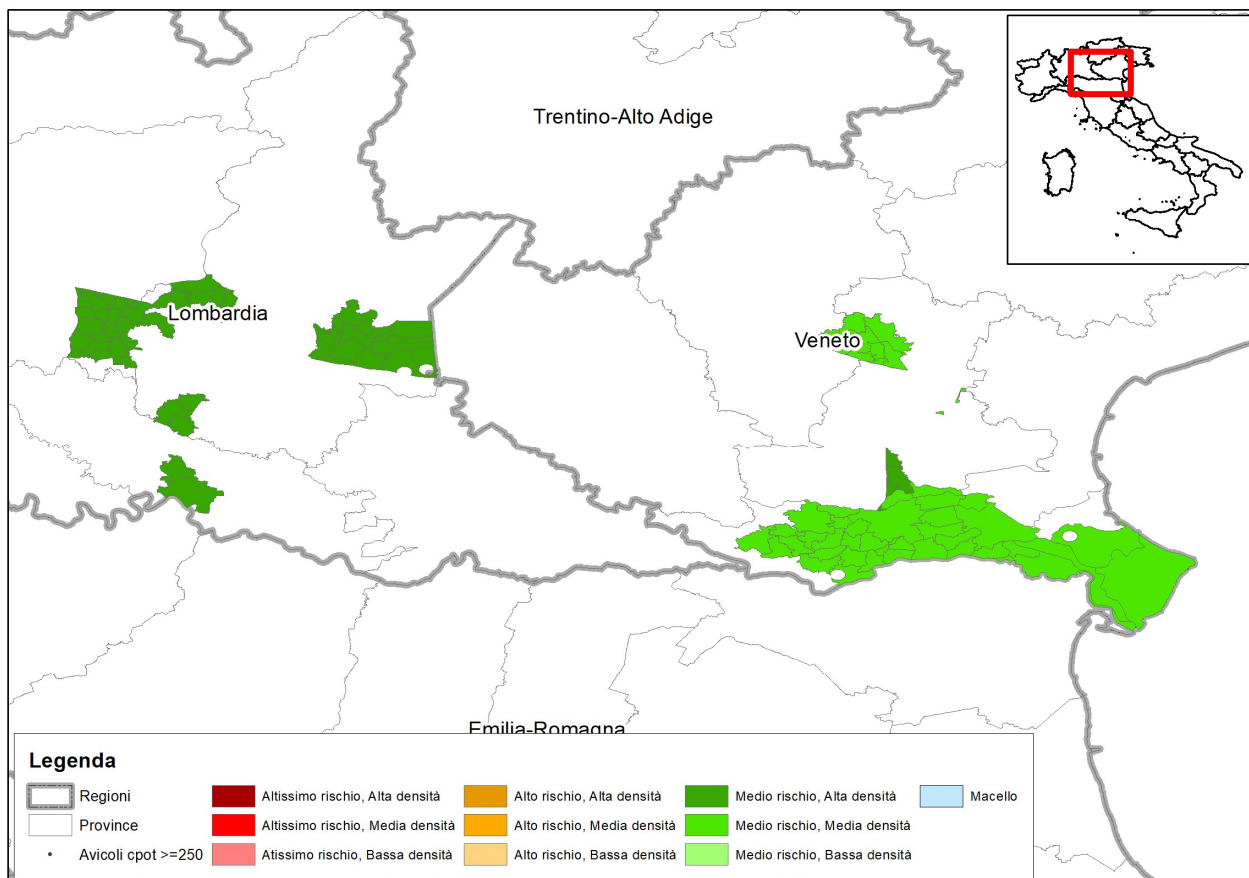 Trentino-Alto Adige
Lombardia
Veneto
Emilia-Romagna
Legenda
Regioni
Province
Avicoli cpot >=250
Altissimo rischio, Alta densità
Altissimo rischio, Media densità
Atissimo rischio, Bassa densità
Alto rischio, Alta densità
Alto rischio, Media densità
Alto rischio, Bassa densità
Medio rischio, Alta densità
Medio rischio, Media densità
Medio rischio, Bassa densità
Macello